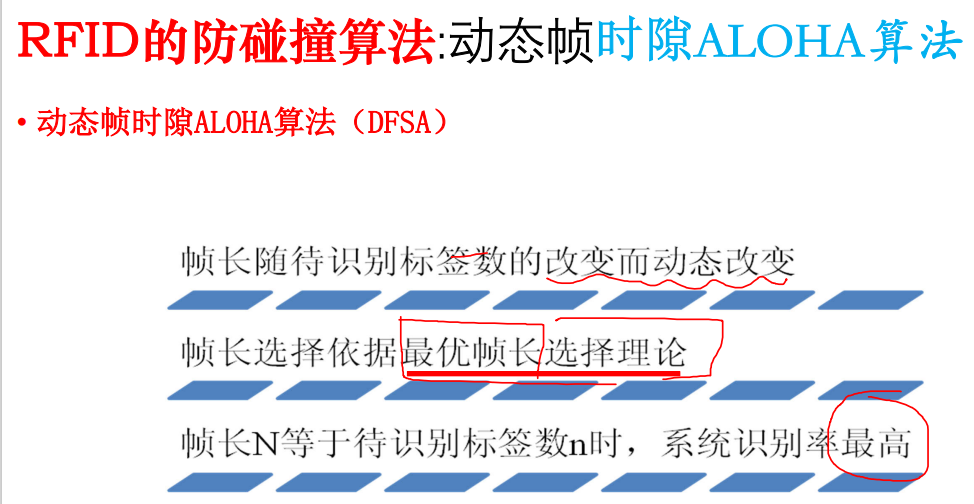 RFID的防碰撞算法:动态帧时隙ALOHA算法
• 动态帧时隙ALOHA算法（DFSA）
帧长随待识别标签数的改变而动态改变
帧长选择依据最优帧长选择理论
帧长N等于待识别标签数n时，系统识别率最高